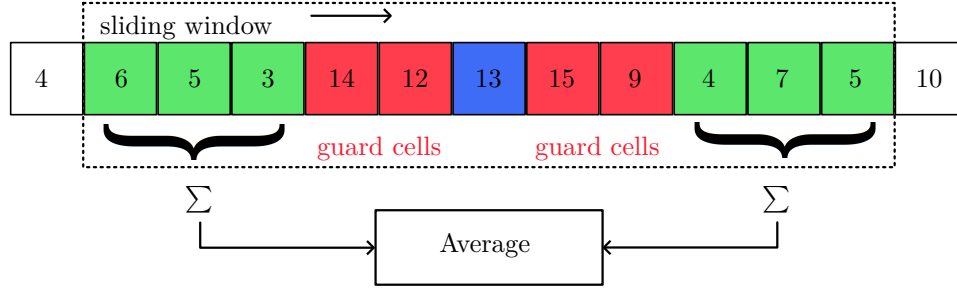 sliding window
4 6 5 3 14 12 13 15 9 4 7 5 10
guard cells guard cells
∑ ∑
Average